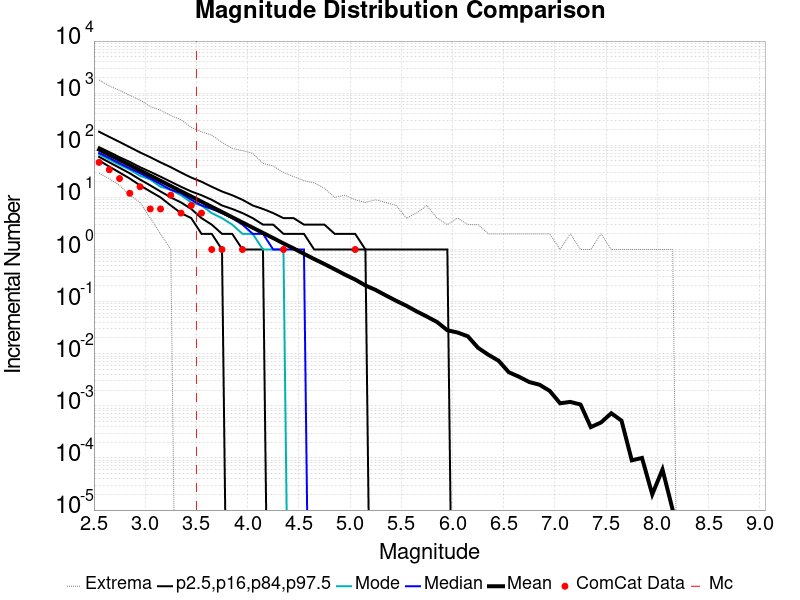 Magnitude Distribution Comparison
Incremental Number
10^4
10^3
10^2
10^1
10^0
10^-1
10^-2
10^-3
10^-4
10^-5
2.5 3.0 3.5 4.0 4.5 5.0 5.5 6.0 6.5 7.0 7.5 8.0 8.5 9.0
Magnitude
Extrema p2.5,p16,p84,p97.5 Mode Median Mean ComCat Data Mc